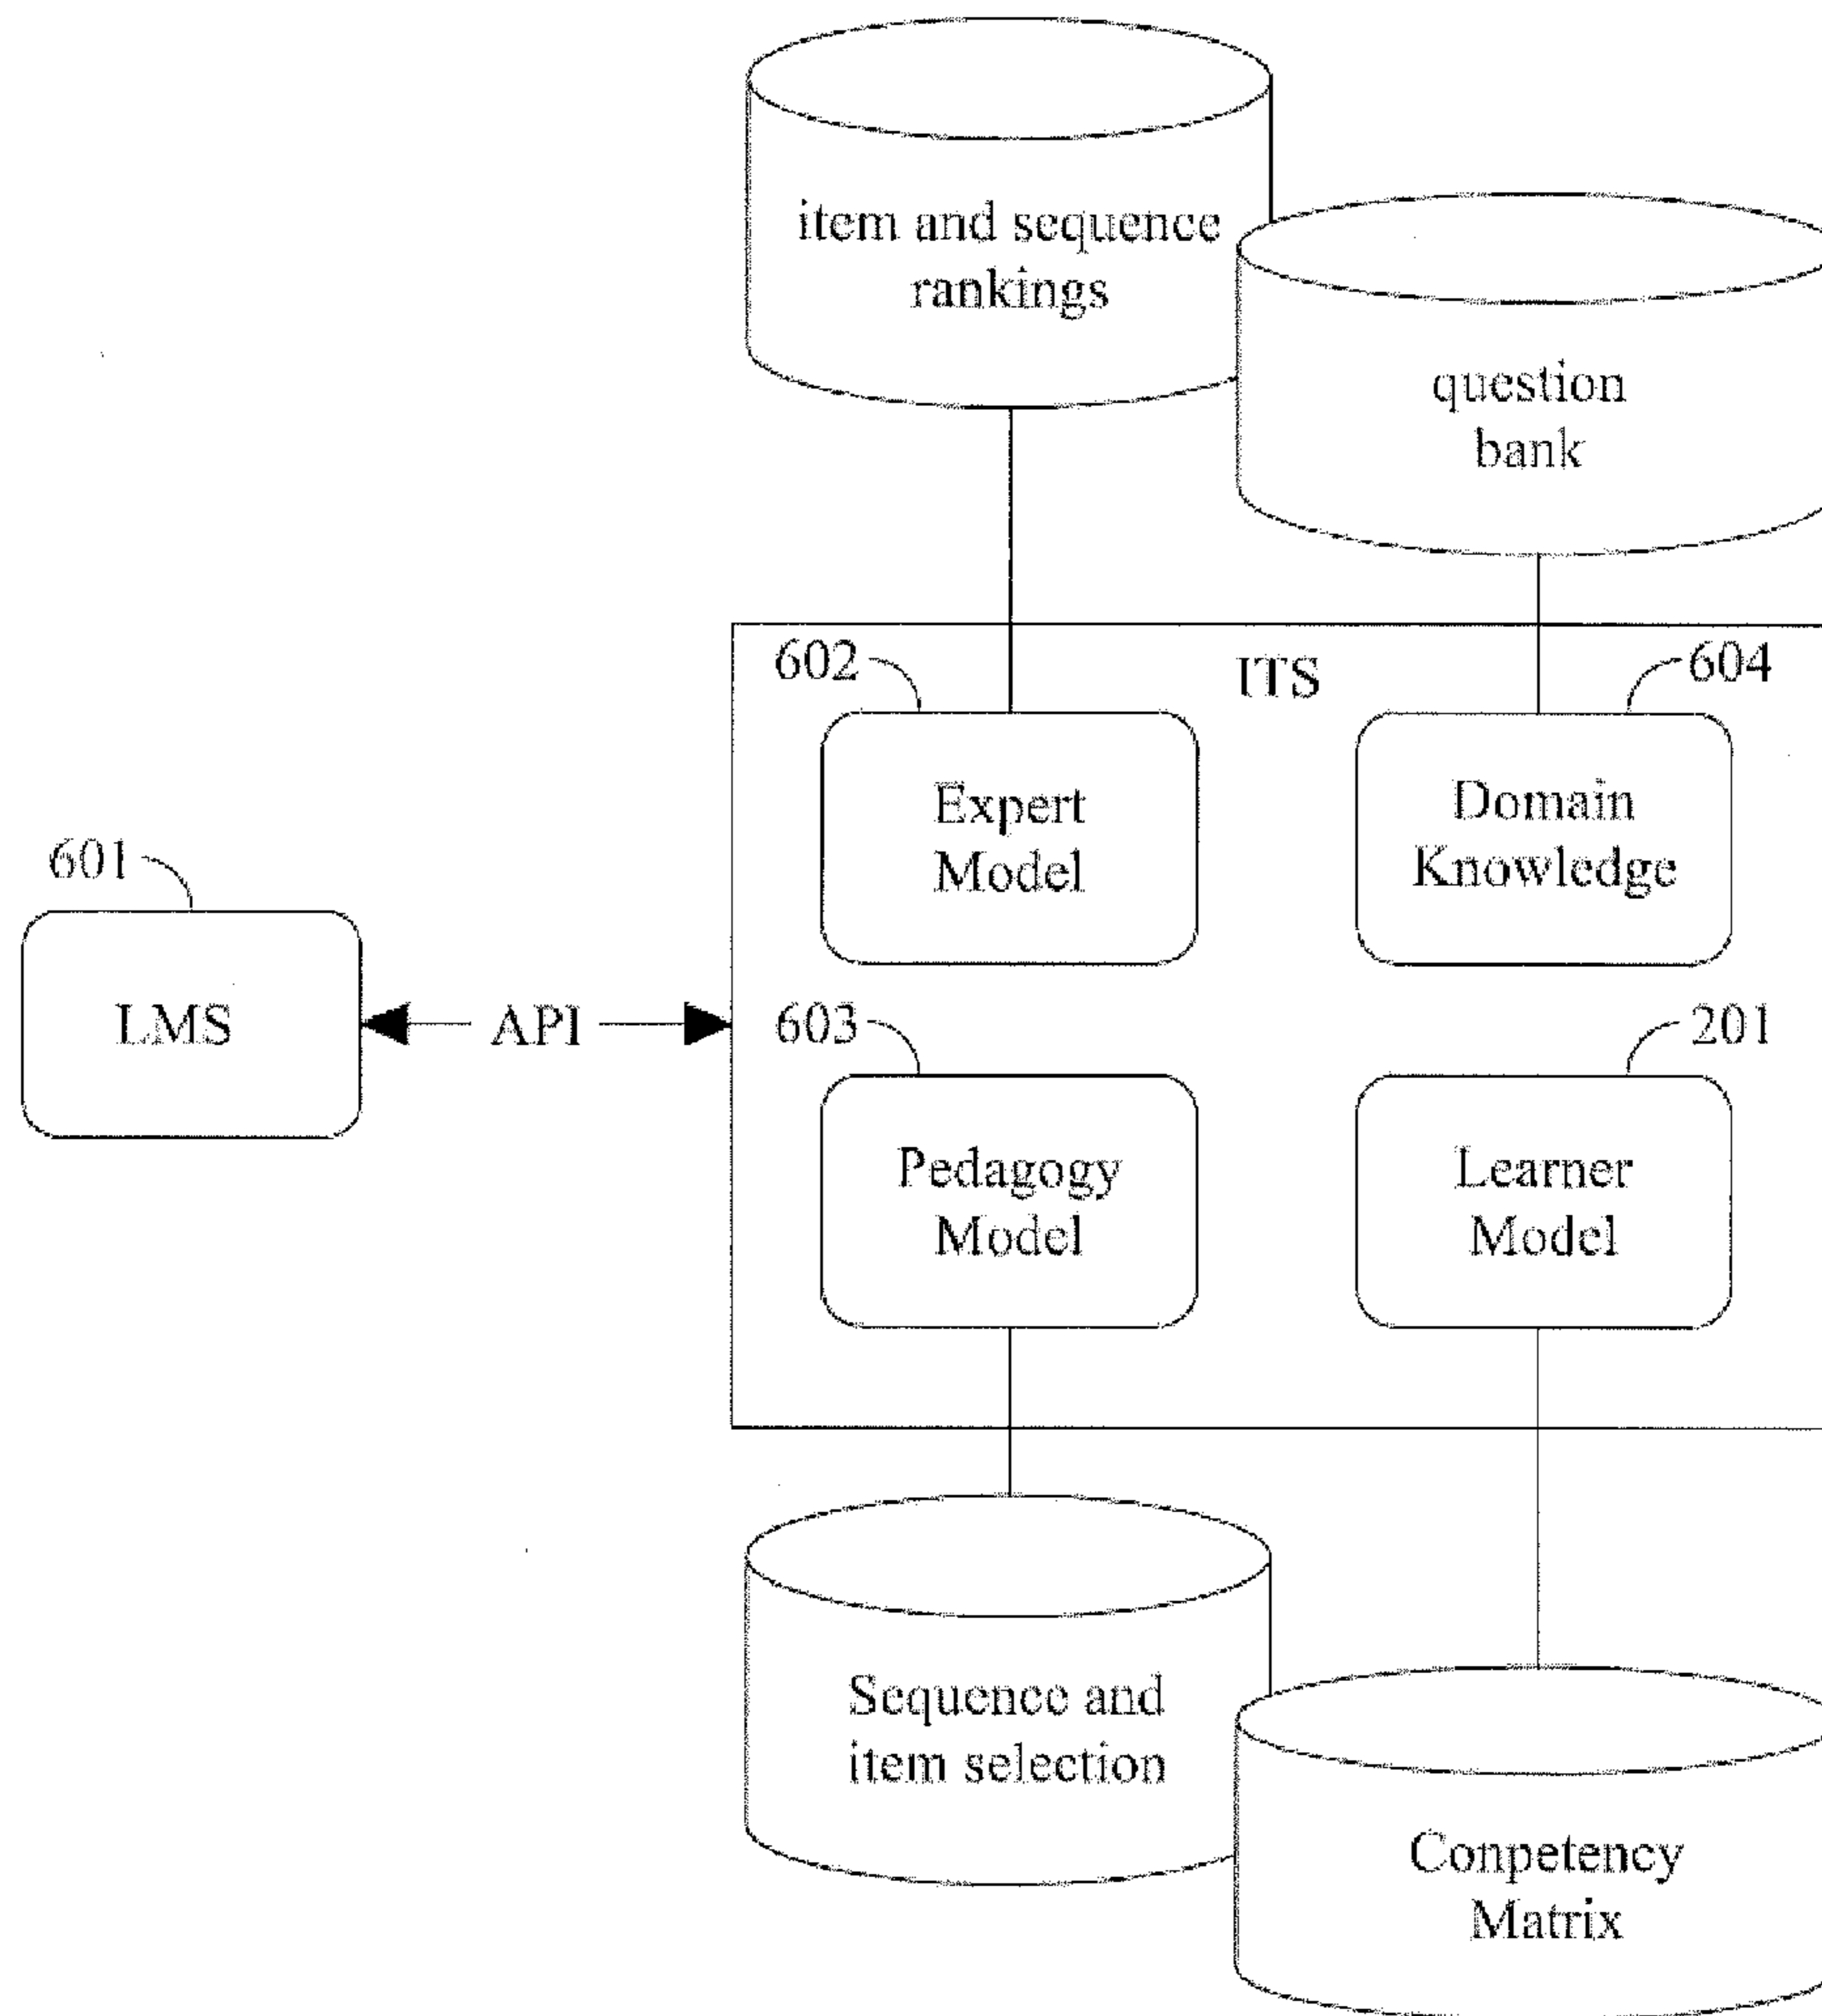 item and sequence
rankings
question
bank
602
ITS
604
Expert
Model
Domain
Knowledge
601
LMS
API
603
201
Pedagogy
Model
Learner
Model
Sequence and
item selection
Conpetency
Matrix